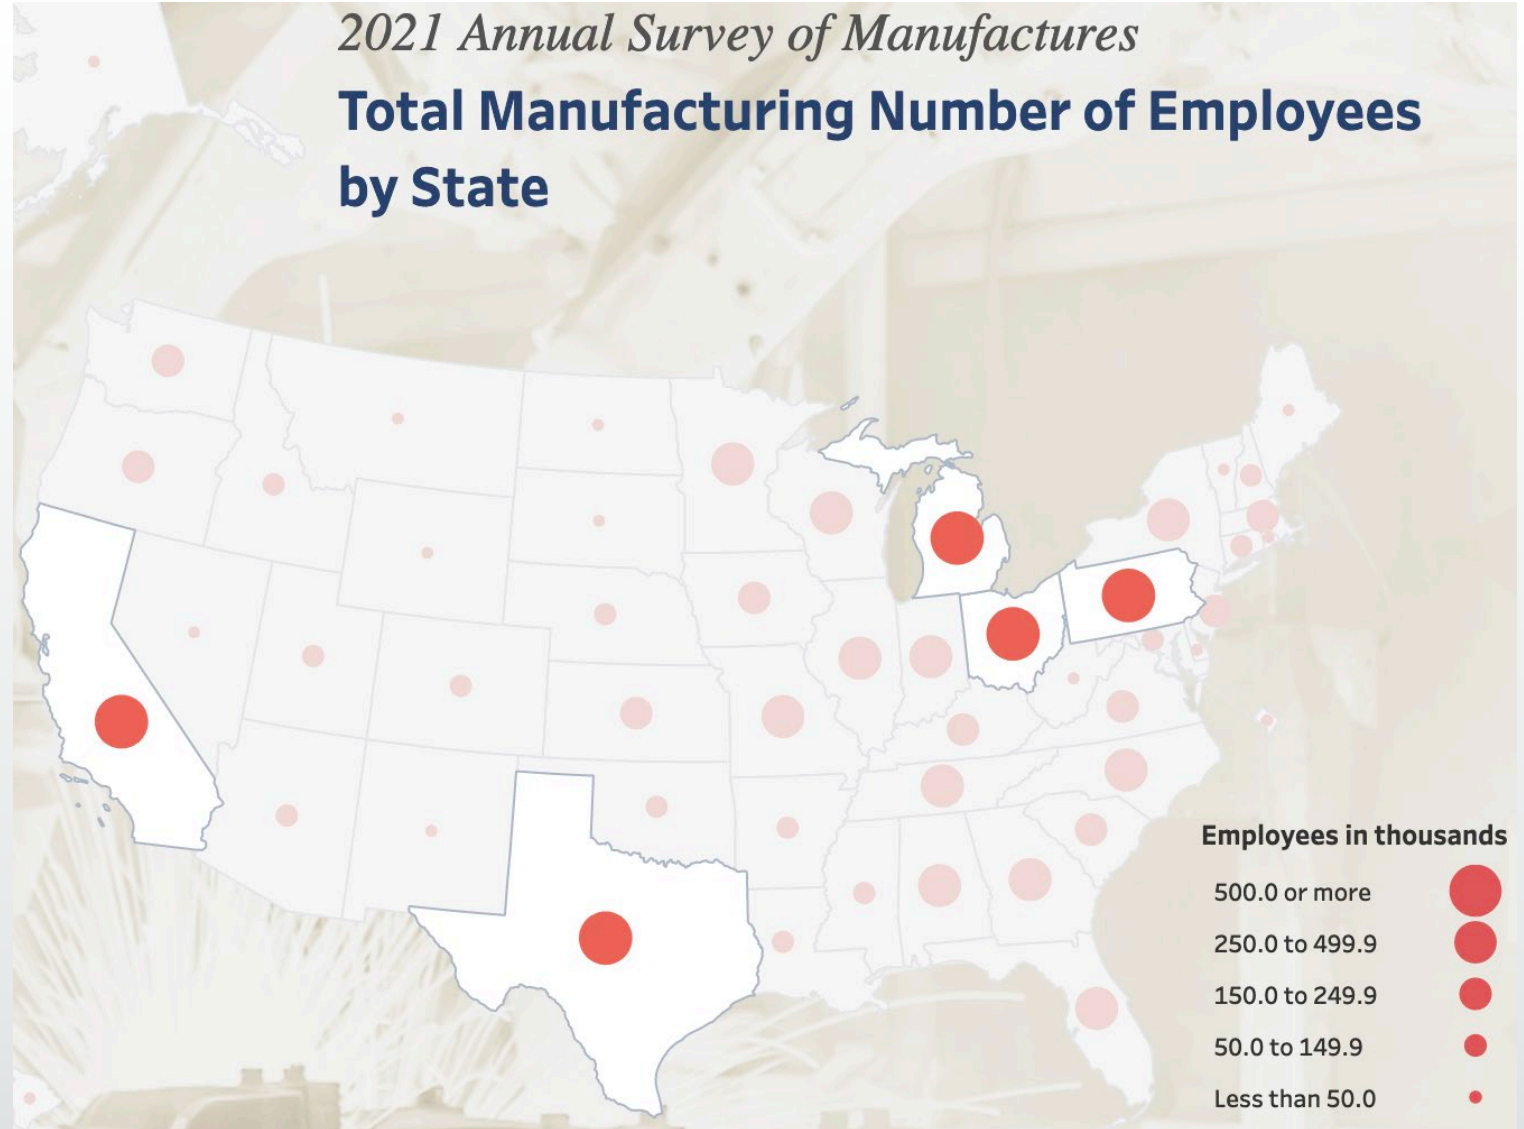 2021 Annual Survey of Manufactures
Total Manufacturing Number of Employees
by State
Employees in thousands
500.0 or more
250.0 to 499.9
150.0 to 249.9
50.0 to 149.9
Less than 50.0